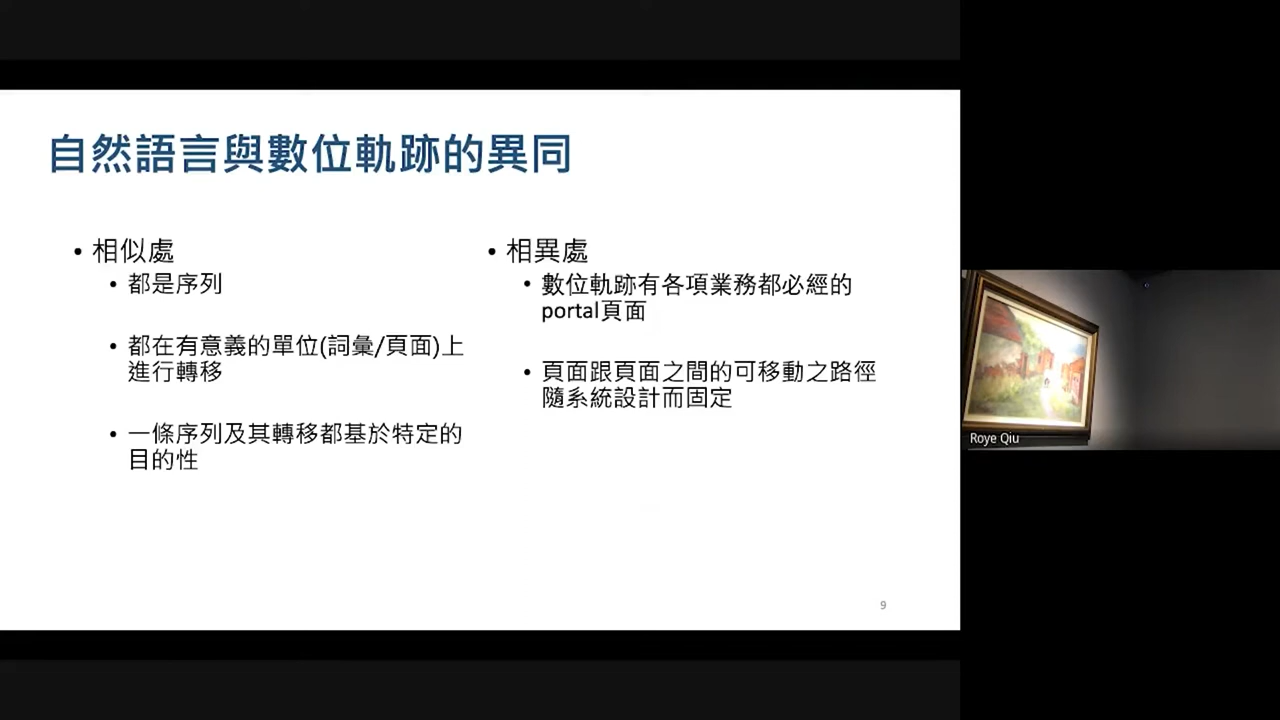 自然語言與數位軌跡的異同
• 相似處
• 都是序列
• 都在有意義的單位(詞彙/頁面)上
進行轉移
• 一條序列及其轉移都基於特定的
目的性
• 相異處
• 數位軌跡有各項業務都必經的
portal頁面
• 頁面跟頁面之間的可移動之路徑
隨系統設計而固定
9
Roye Qiu